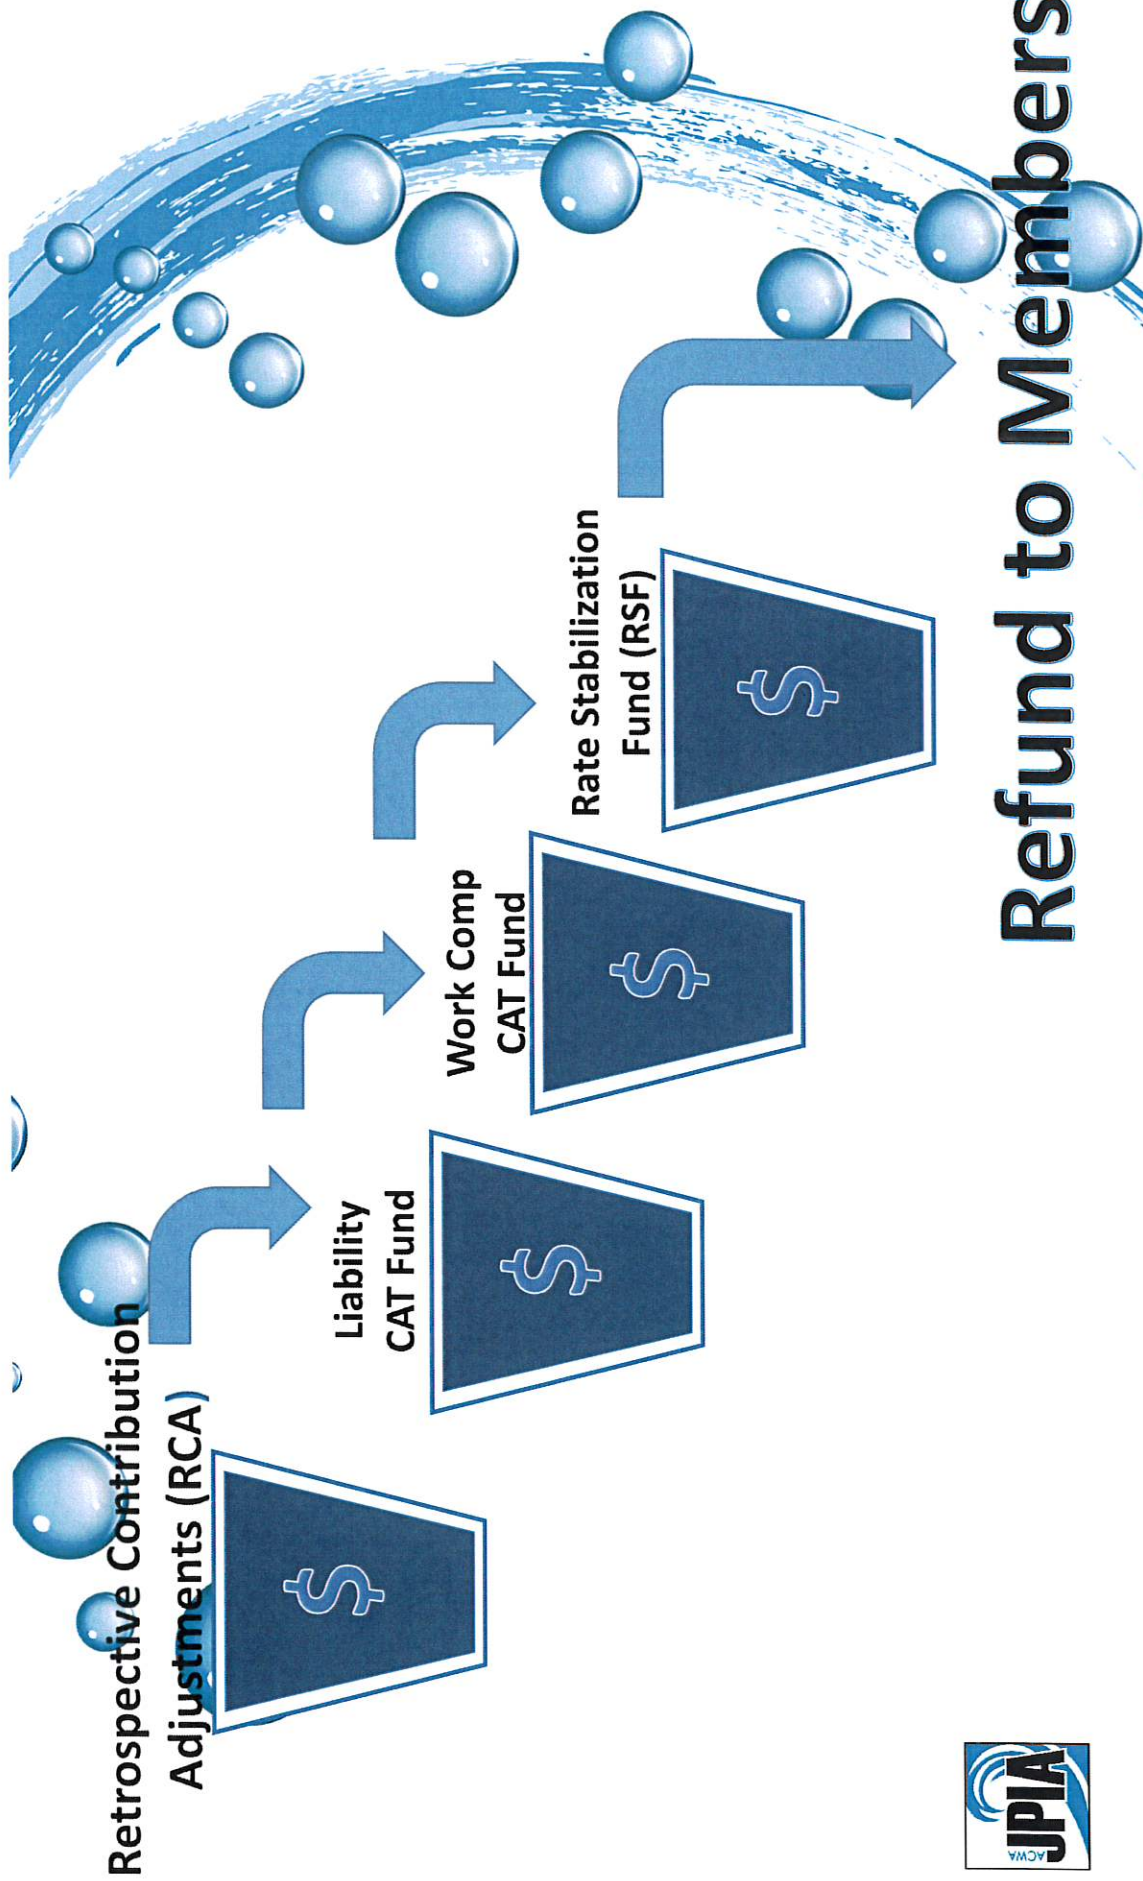 Retrospective Contribution
Adjustments (RCA)
$
Liability
CAT Fund
$
Work Comp
CAT Fund
$
Rate Stabilization
Fund (RSF)
$
Refund to Members
ACWA
JPIA